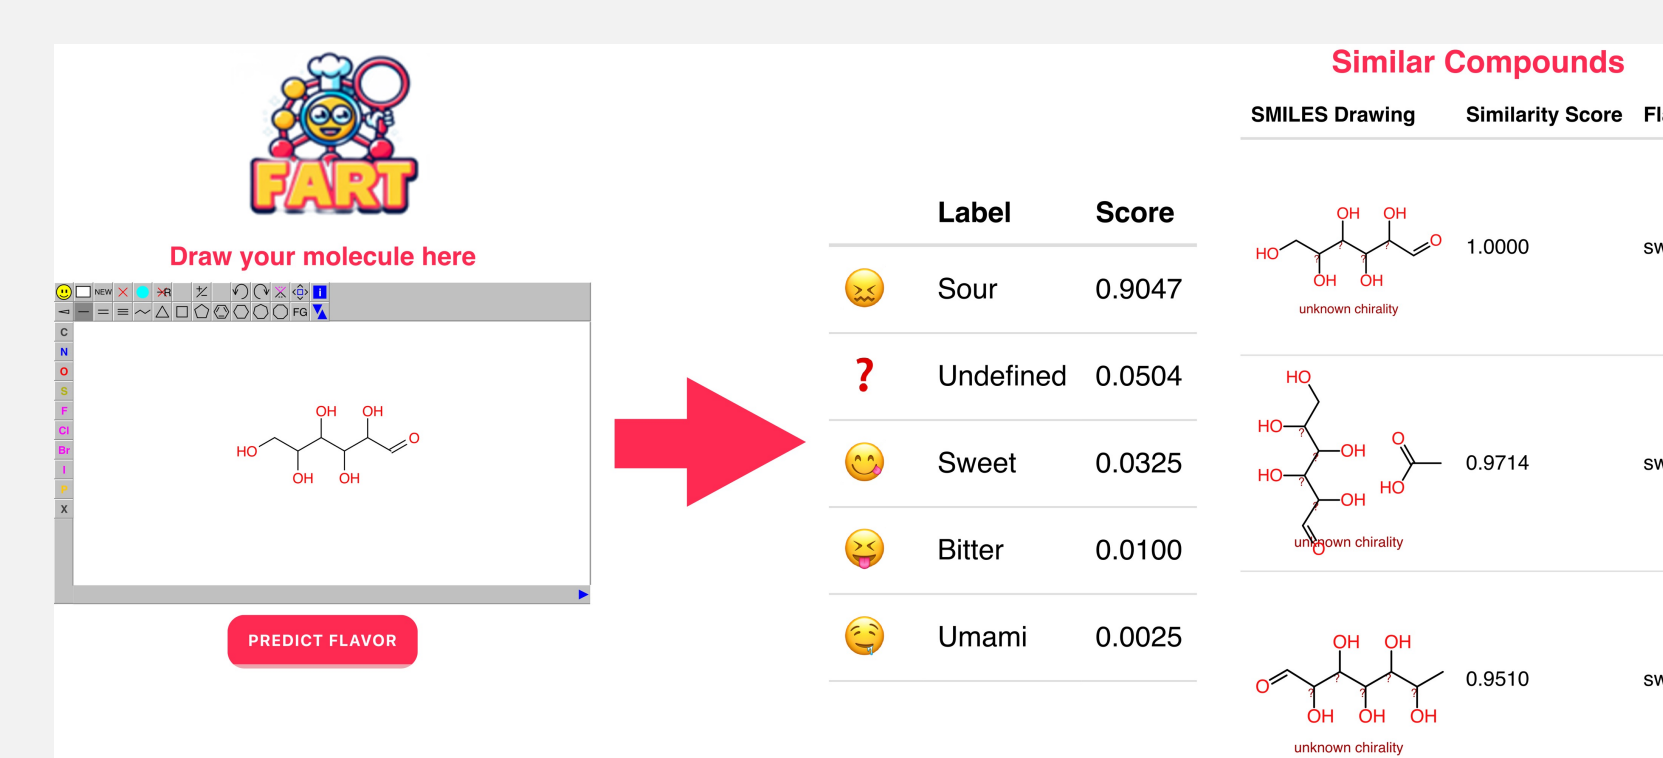 FART
Draw your molecule here
NEW
R
i
FG
C
N
O
S
F
Cl
Br
I
P
X
OH OH
HO O
OH OH
PREDICT FLAVOR
Label Score
Sour 0.9047
? Undefined 0.0504
Sweet 0.0325
Bitter 0.0100
Umami 0.0025
Similar Compounds
SMILES Drawing Similarity Score
OH OH
HO ? ? ? ? O 1.0000
OH OH
unknown chirality
HO
HO ?
? OH O
HO ? 0.9714
? OH HO
O
unknown chirality
OH OH
O ? ? ? ? ? 0.9510
OH OH OH
unknown chirality